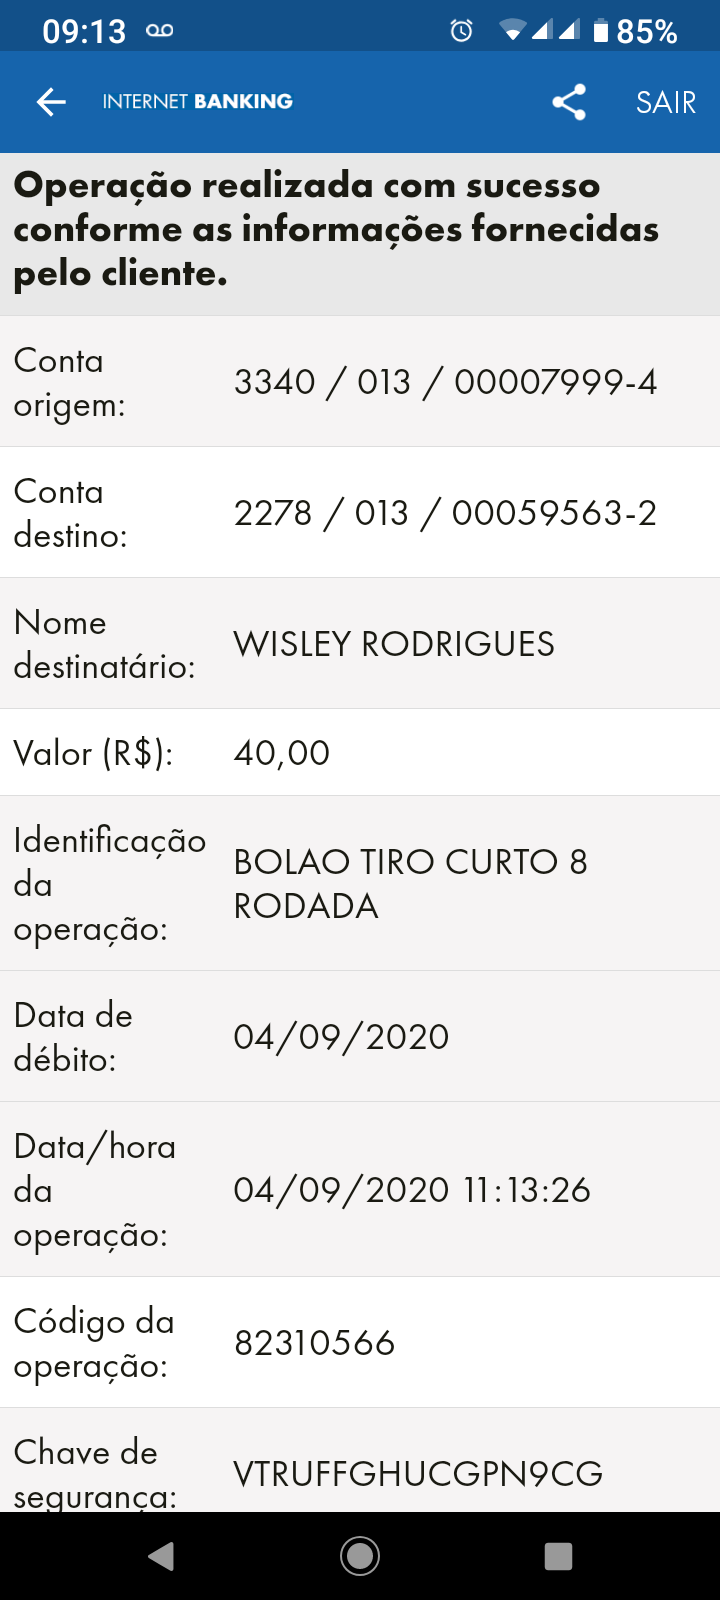 09:13
85%
INTERNET BANKING
SAIR
Operação realizada com sucesso
conforme as informações fornecidas
pelo cliente.
Conta
origem:
3340 / 013 / 00007999-4
Conta
destino:
2278 / 013 / 00059563-2
Nome
destinatário:
WISLEY RODRIGUES
Valor (R$):
40,00
Identificação
da
operação:
BOLAO TIRO CURTO 8
RODADA
Data de
débito:
04/09/2020
Data/hora
da
operação:
04/09/2020 11:13:26
Código da
operação:
82310566
Chave de
segurança:
VTRUFFGHUCGPN9CG